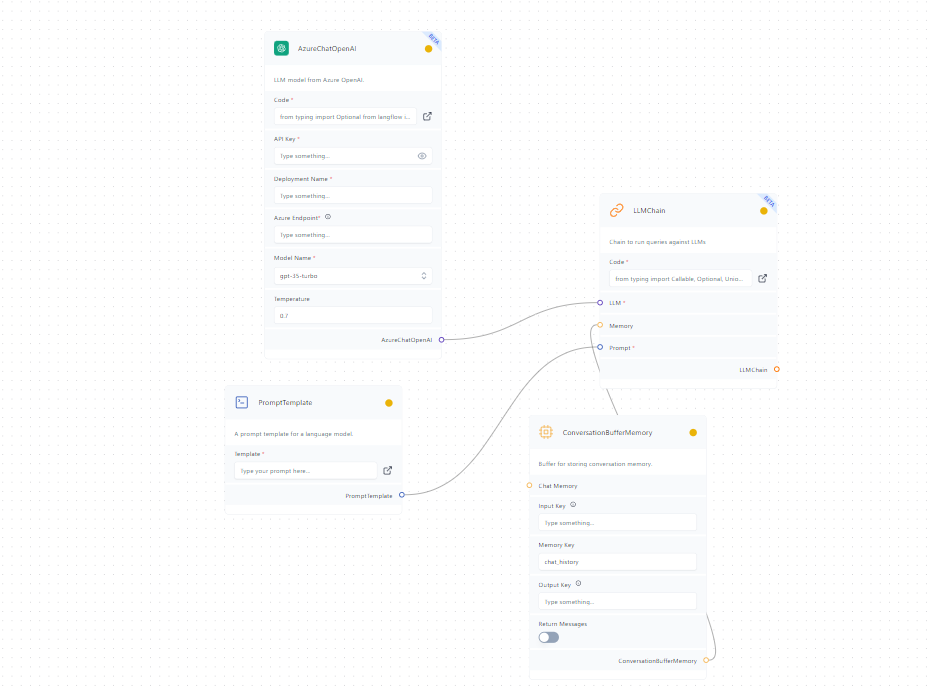 AzureChatOpenAI
BETA
LLM model from Azure OpenAI.
Code *
from typing import Optional from langflow i...
API Key *
Type something...
Deployment Name *
Type something...
Azure Endpoint*
Type something...
Model Name *
gpt-35-turbo
Temperature
0.7
AzureChatOpenAI
LLMChain
BETA
Chain to run queries against LLMs
Code *
from typing import Callable, Optional, Unio...
LLM *
Memory
Prompt *
LLMChain
PromptTemplate
A prompt template for a language model.
Template *
Type your prompt here...
PromptTemplate
ConversationBufferMemory
Buffer for storing conversation memory.
Chat Memory
Input Key
Type something...
Memory Key
chat_history
Output Key
Type something...
Return Messages
ConversationBufferMemory